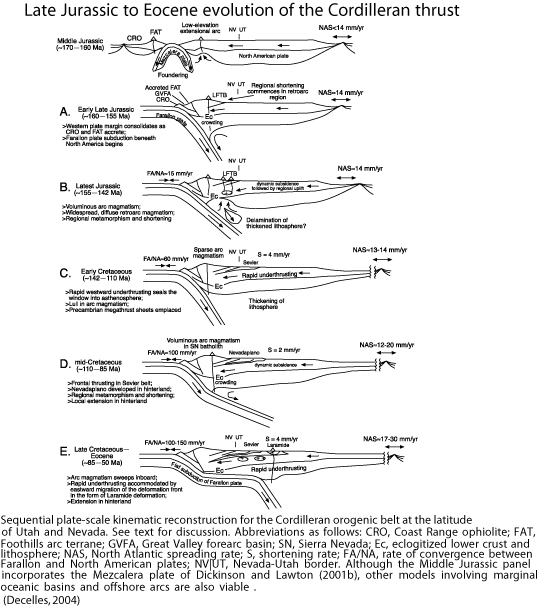 Late Jurassic to Eocene evolution of the Cordilleran thrust
Middle Jurassic
(~170–160 Ma)
CRO
FAT
Low-elevation
extensional arc
NV UT
NAS<14 mm/yr
North American plate
Mezcalera plate
Foundering
A. Early Late Jurassic
(~160–155 Ma)
Accreted FAT
GVFA
CRO
LFTB
Regional shortening
commences in retroarc
region
NAS=14 mm/yr
Farallon plate
Ec
crowding
>Western plate margin consolidates as
CRO and FAT accrete;
>Farallon plate subduction beneath
North America begins
B. Latest Jurassic
(~155–142 Ma)
FA/NA=15 mm/yr
NV UT
LFTB
NAS=14 mm/yr
dynamic subsidence
followed by regional uplift
Ec
>Voluminous arc magmatism;
>Widespread, diffuse retroarc magmatism;
>Regional metamorphism and shortening
Delamination of
thickened lithosphere?
C. Early Cretaceous
(~142–110 Ma)
FA/NA=60 mm/yr
Sparse arc
magmatism
NV UT
Sevier
S = 4 mm/yr
NAS=13-14 mm/yr
Rapid underthrusting
Ec
>Rapid westward underthrusting seals the
window into asthenosphere;
>Lull in arc magmatism;
>Precambrian megathrust sheets emplaced
Thickening of
lithosphere
D. mid-Cretaceous
(~110–85 Ma)
Voluminous arc magmatism
in SN batholith
FA/NA=100 mm/yr
Nevadaplano
S = 2 mm/yr
NAS=12-20 mm/yr
dynamic subsidence
Ec
crowding
>Frontal thrusting in Sevier belt;
>Nevadaplano developed in hinterland;
>Regional metamorphism and shortening;
>Local extension in hinterland
E. Late Cretaceous–
Eocene
(~85–50 Ma)
FA/NA=100-150 mm/yr
NV UT
Sevier
S = 4 mm/yr
Laramide
NAS=17-30 mm/yr
Ec
Rapid underthrusting
Flat subduction of Farallon plate
>Arc magmatism sweeps inboard;
>Rapid underthrusting accommodated by
eastward migration of the deformation front
in the form of Laramide deformation;
>Extension in hinterland
Sequential plate-scale kinematic reconstruction for the Cordilleran orogenic belt at the latitude
of Utah and Nevada. See text for discussion. Abbreviations as follows: CRO, Coast Range ophiolite; FAT,
Foothills arc terrane; GVFA, Great Valley forearc basin; SN, Sierra Nevada; Ec, eclogitized lower crust and
lithosphere; NAS, North Atlantic spreading rate; S, shortening rate; FA/NA, rate of convergence between
Farallon and North American plates; NV|UT, Nevada-Utah border. Although the Middle Jurassic panel
incorporates the Mezcalera plate of Dickinson and Lawton (2001b), other models involving marginal
oceanic basins and offshore arcs are also viable .
(Decelles, 2004)